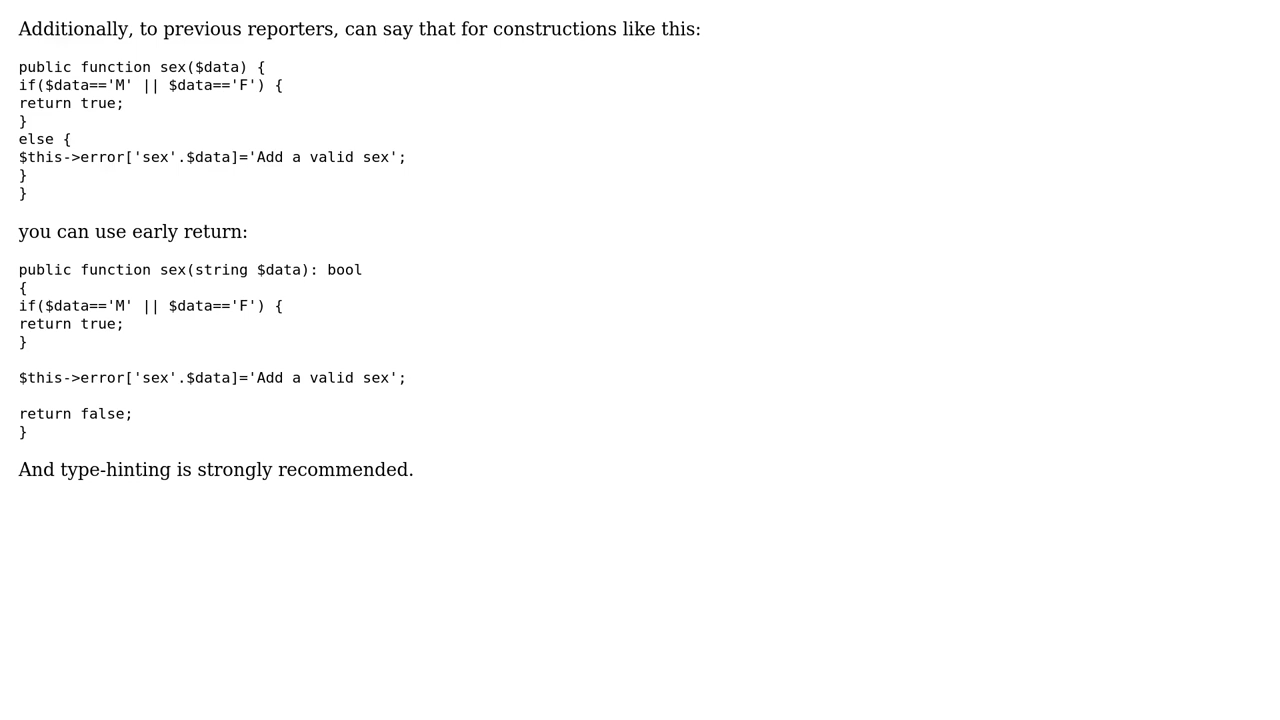 Additionally, to previous reporters, can say that for constructions like this:
public function sex($data) {
if($data=='M' || $data=='F') {
return true;
}
else {
$this->error['sex'.$data]='Add a valid sex';
}
}
you can use early return:
public function sex(string $data): bool
{
if($data=='M' || $data=='F') {
return true;
}
$this->error['sex'.$data]='Add a valid sex';
return false;
}
And type-hinting is strongly recommended.